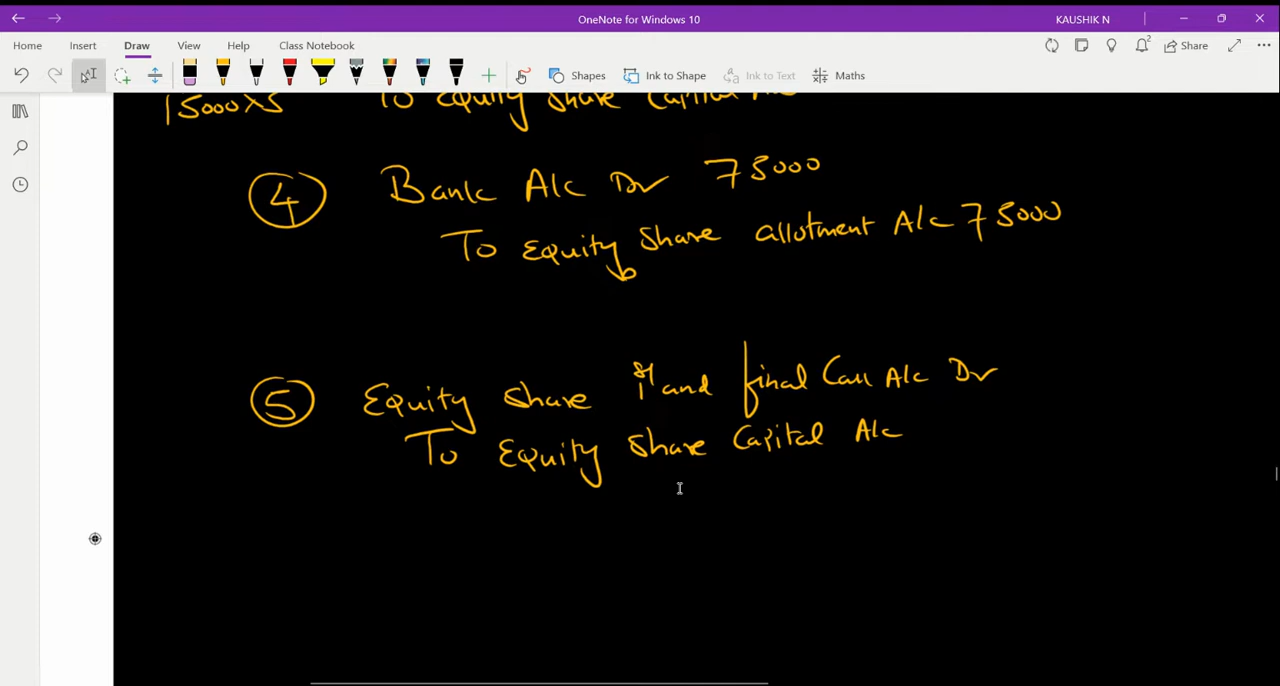 OneNote for Windows 10
KAUSHIK N
Home Insert Draw View Help Class Notebook
Share
Shapes Ink to Shape Ink to Text Maths
15000X5 To Equity Share Capital A/c
4 Bank A/c Dr 75000
To Equity Share allotment A/c 75000
5 Equity Share 1st and final Call A/c Dr
To Equity Share Capital A/c